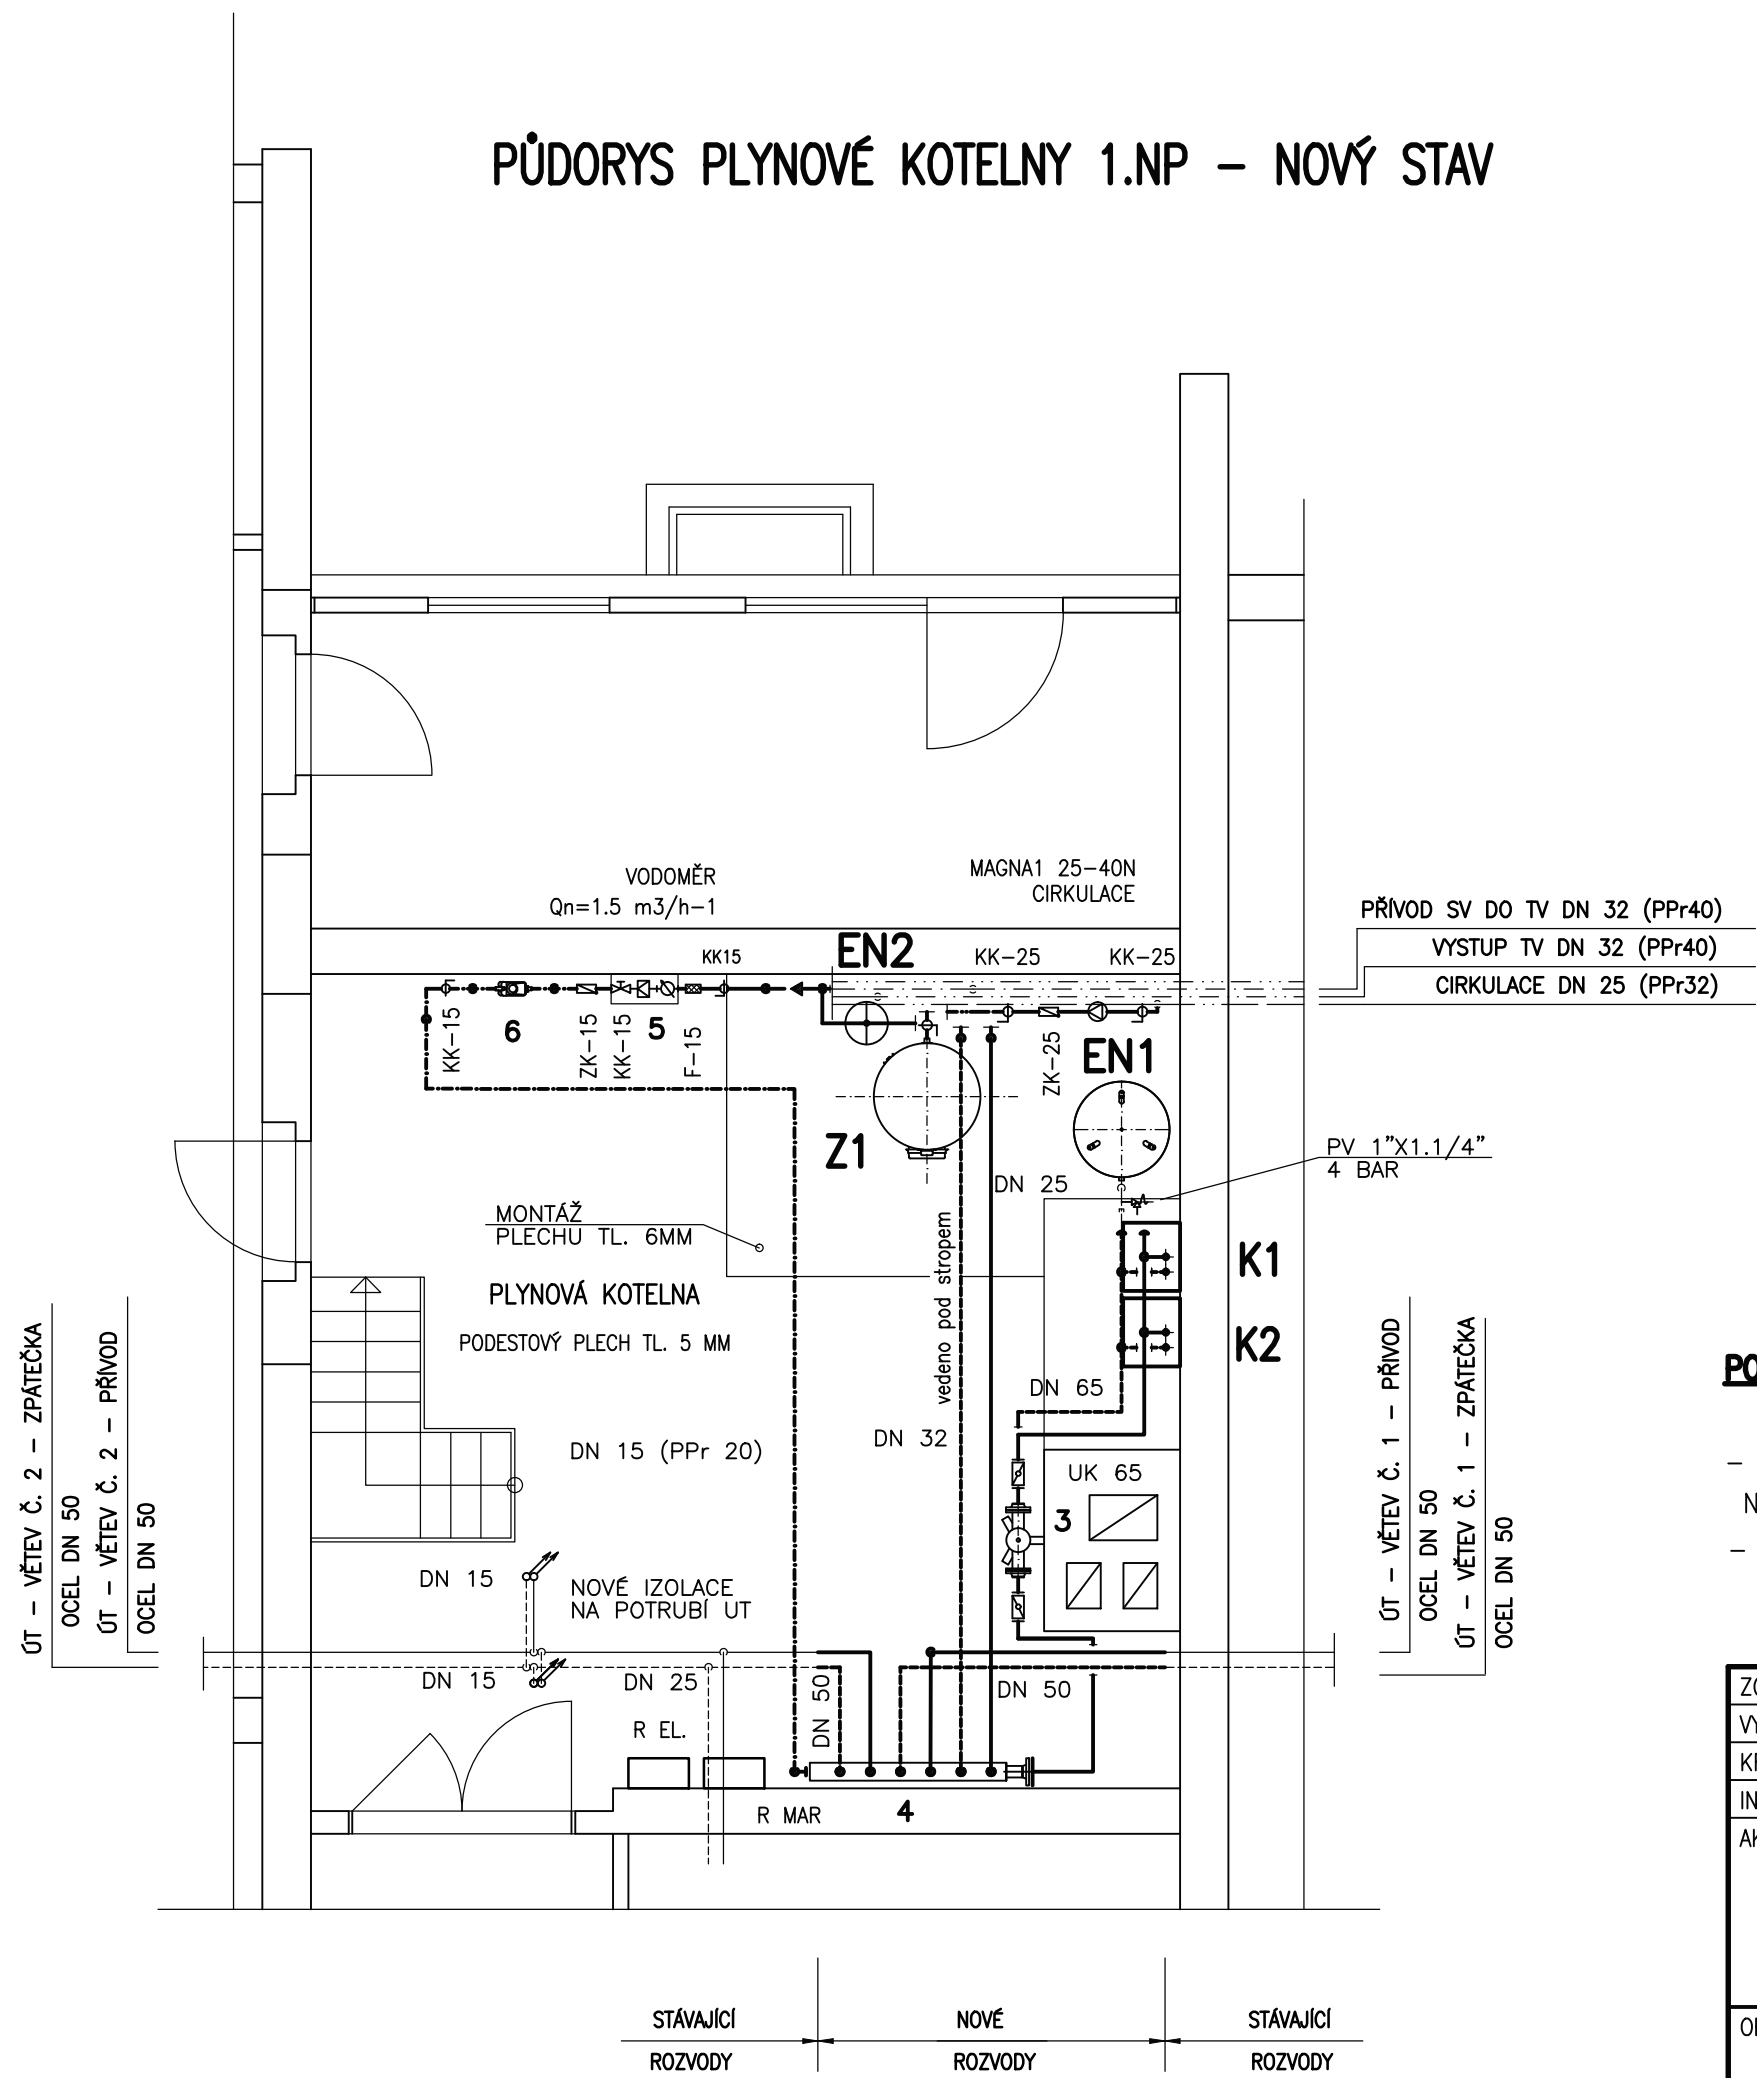 PŮDORYS PLYNOVÉ KOTELNY 1.NP – NOVÝ STAV
VODOMĚR
Qn=1.5 m3/h–1
MAGNA1 25–40N
CIRKULACE
PŘÍVOD SV DO TV DN 32 (PPr40)
VYSTUP TV DN 32 (PPr40)
CIRKULACE DN 25 (PPr32)
KK15
EN2
KK–25
KK–25
KK–15
6
ZK–15
KK–15
5
F–15
ZK–25
EN1
Z1
PV 1”X1.1/4”
4 BAR
DN 25
MONTÁŽ
PLECHU TL. 6MM
vedeno pod stropem
K1
PLYNOVÁ KOTELNA
PODESTOVÝ PLECH TL. 5 MM
K2
DN 65
DN 32
DN 15 (PPr 20)
UK 65
3
ÚT – VĚTEV Č. 2 – ZPÁTEČKA
OCEL DN 50
ÚT – VĚTEV Č. 2 – PŘÍVOD
OCEL DN 50
ÚT – VĚTEV Č. 1 – PŘIVOD
OCEL DN 50
ÚT – VĚTEV Č. 1 – ZPÁTEČKA
OCEL DN 50
PO
–
N
–
DN 15
NOVÉ IZOLACE
NA POTRUBÍ UT
DN 15
DN 25
DN 50
DN 50
R EL.
R MAR
4
VY
IN
STÁVAJÍCÍ
ROZVODY
NOVÉ
ROZVODY
STÁVAJÍCÍ
ROZVODY